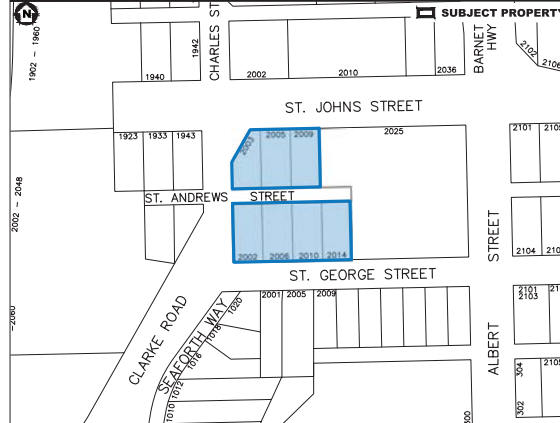 N
SUBJECT PROPERTY
1902 - 1960
1942
CHARLES ST
BARNET
HWY
2102
2106
1940
2002
2010
2036
ST. JOHNS STREET
1923
1933
1943
2003
2005
2009
2025
2101
2002 - 2048
ST. ANDREWS STREET
STREET
2002
2006
2010
2014
2104
ST. GEORGE STREET
-2060
CLARKE ROAD
SEAFORTH WAY
1020
1018
1016
1012
1010
2001
2005
2009
2101
2103
ALBERT
304
302
300